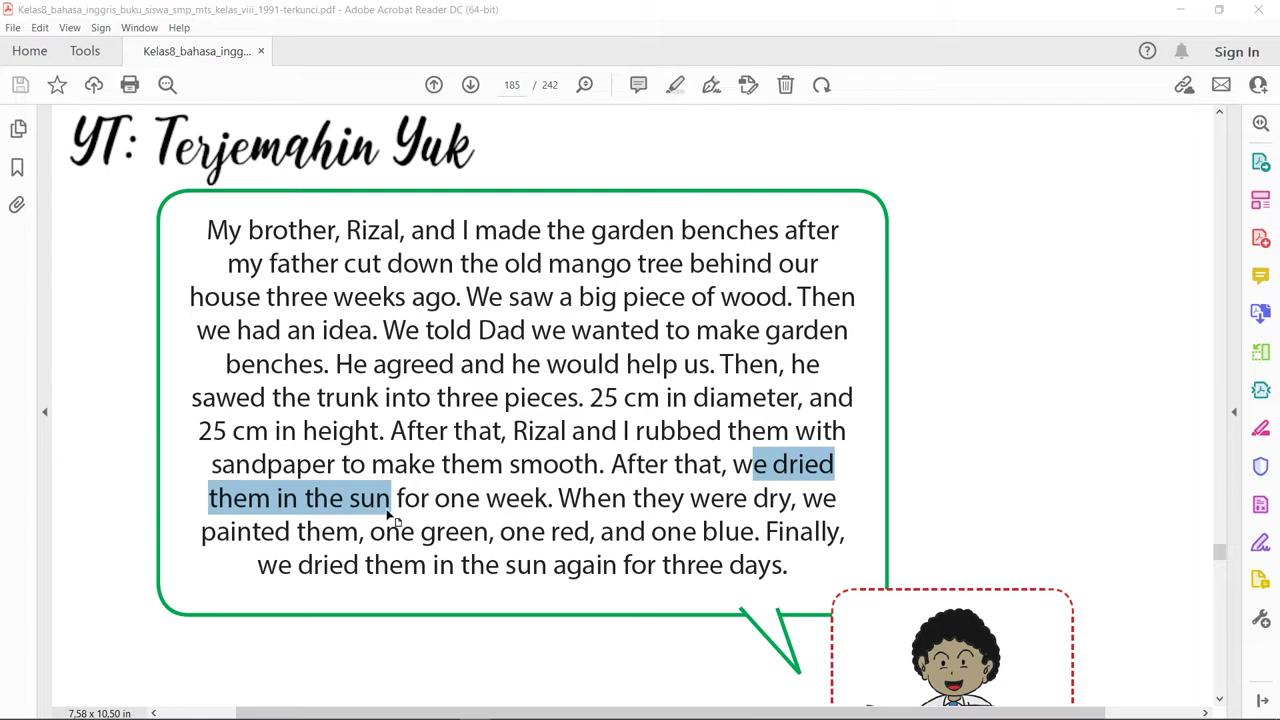 Kelas8_bahasa_inggris_buku_siswa_smp_mts_kelas_viii_1991-terkunci.pdf - Adobe Acrobat Reader DC (64-bit)
File Edit View Sign Window Help
Home Tools Kelas8_bahasa_ingg... × Sign In
185 / 242
YT: Terjemahin Yuk
My brother, Rizal, and I made the garden benches after
my father cut down the old mango tree behind our
house three weeks ago. We saw a big piece of wood. Then
we had an idea. We told Dad we wanted to make garden
benches. He agreed and he would help us. Then, he
sawed the trunk into three pieces. 25 cm in diameter, and
25 cm in height. After that, Rizal and I rubbed them with
sandpaper to make them smooth. After that, we dried
them in the sun for one week. When they were dry, we
painted them, one green, one red, and one blue. Finally,
we dried them in the sun again for three days.
7,58 x 10,50 in